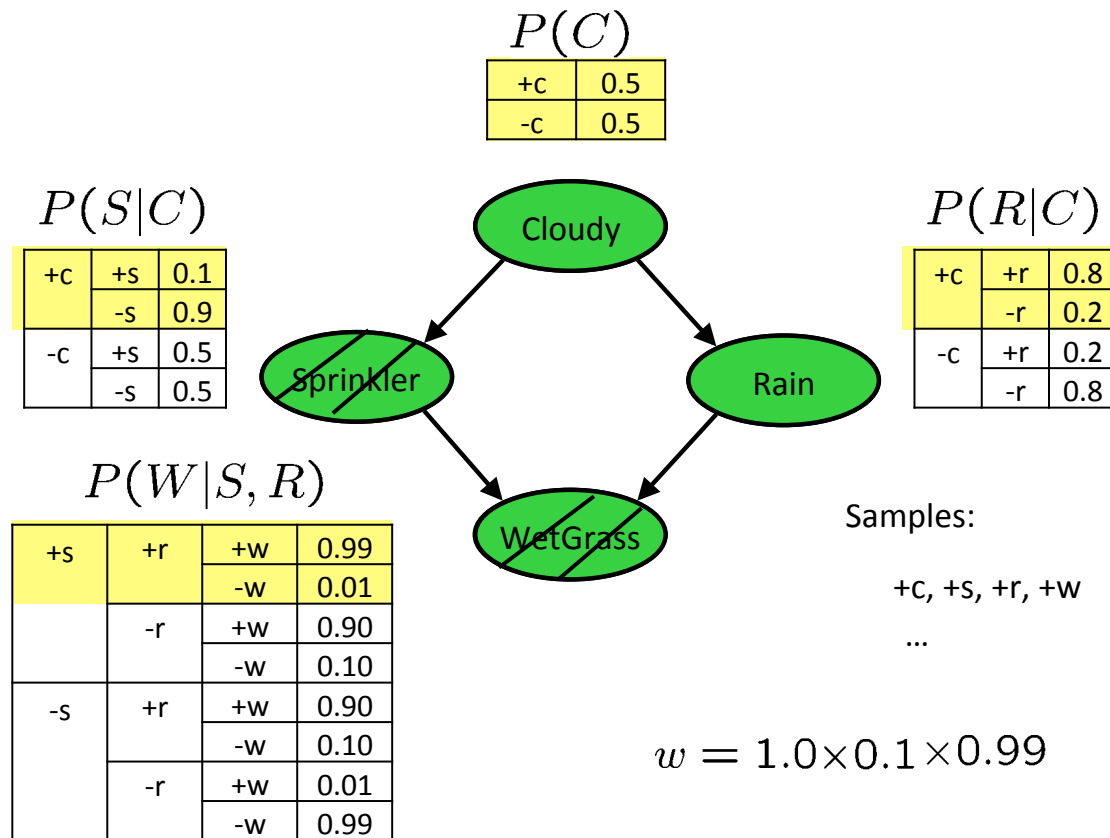 P(C)
+c 0.5
-c 0.5
P(S|C)
+c +s 0.1
-s 0.9
-c +s 0.5
-s 0.5
Cloudy
P(R|C)
+c +r 0.8
-r 0.2
-c +r 0.2
-r 0.8
Sprinkler
Rain
P(W|S, R)
+s +r +w 0.99
-w 0.01
-r +w 0.90
-w 0.10
-s +r +w 0.90
-w 0.10
-r +w 0.01
-w 0.99
WetGrass
Samples:
+c, +s, +r, +w
...
w = 1.0×0.1×0.99